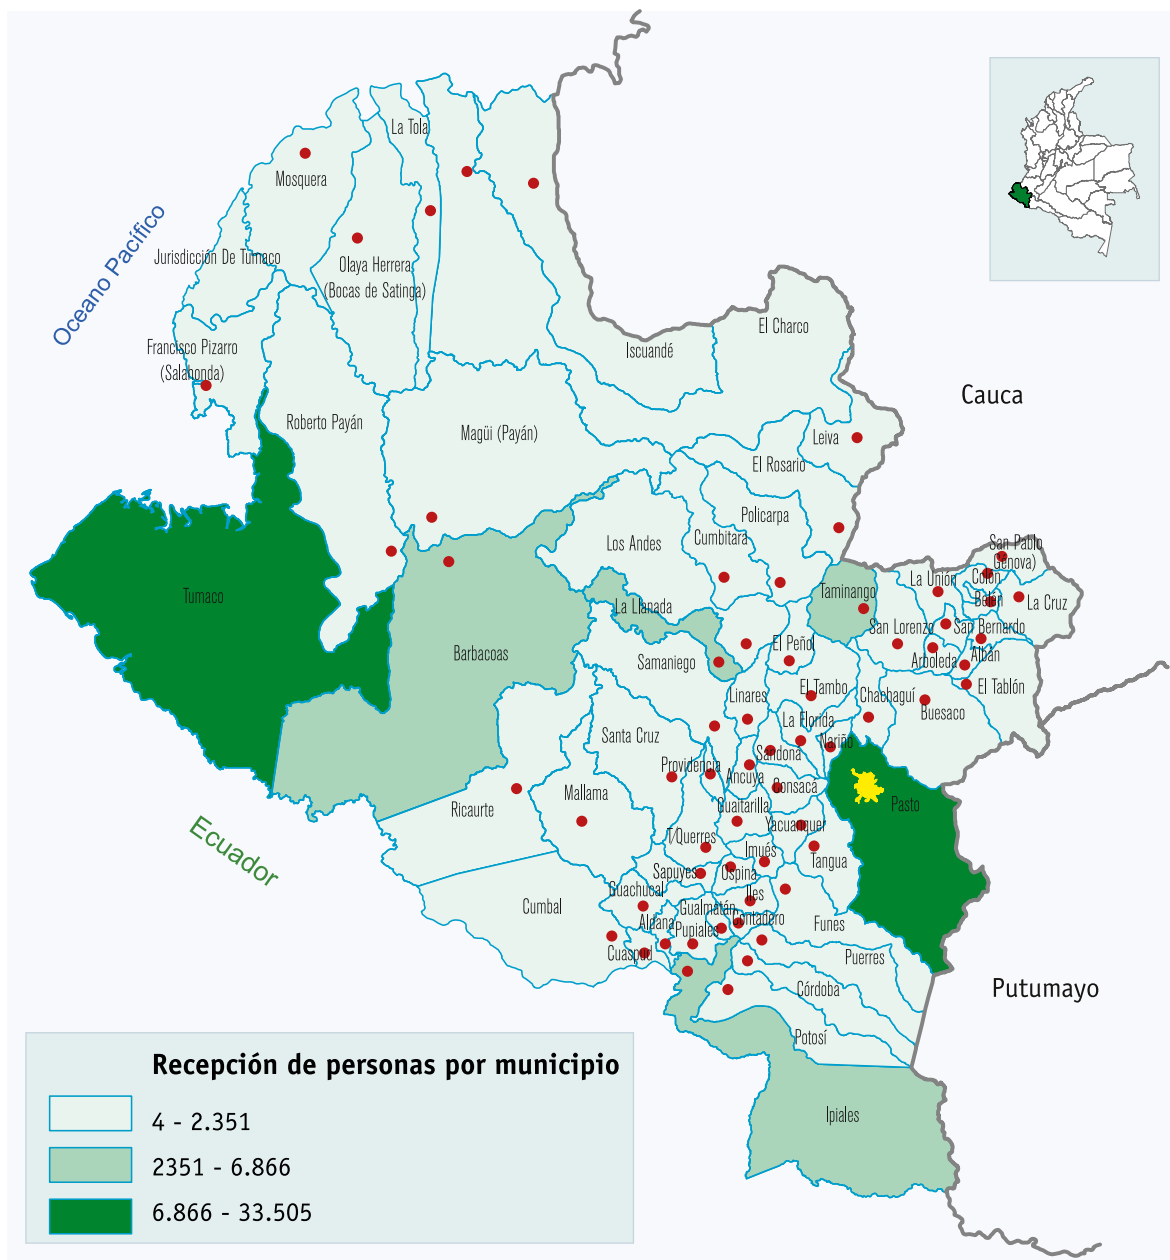 La Tola
Mosquera
Oceano Pacífico
Jurisdicción De Tumaco
Olaya Herrera
(Bocas de Satinga)
El Charco
Francisco Pizarro
(Salahonda)
Iscuandé
Cauca
Roberto Payán
Magüi (Payán)
Leiva
El Rosario
Policarpa
Cumbitara
Los Andes
San Pablo
Génova)
Colón
La Unión
Taminango
Tumaco
La Llanada
Belén
La Cruz
San Lorenzo
San Bernardo
El Peñol
Barbacoas
Samaniego
Arboleda
Albán
El Tambo
El Tablón
Linares
Chachaguí
Buesaco
La Florida
Santa Cruz
Nariño
Sandona
Providencia
Ancuya
Consacá
Mallama
Pasto
Ricaurte
Guaitarilla
Yacuanquer
Ecuador
T/Querres
Imués
Tangua
Sapuyes
Ospina
Guachucal
Iles
Cumbal
Gualmatán
Contadero
Aldana
Pupiales
Funes
Cuaspud
Puerres
Córdoba
Putumayo
Potosí
Ipiales
Recepción de personas por municipio
4 - 2.351
2351 - 6.866
6.866 - 33.505